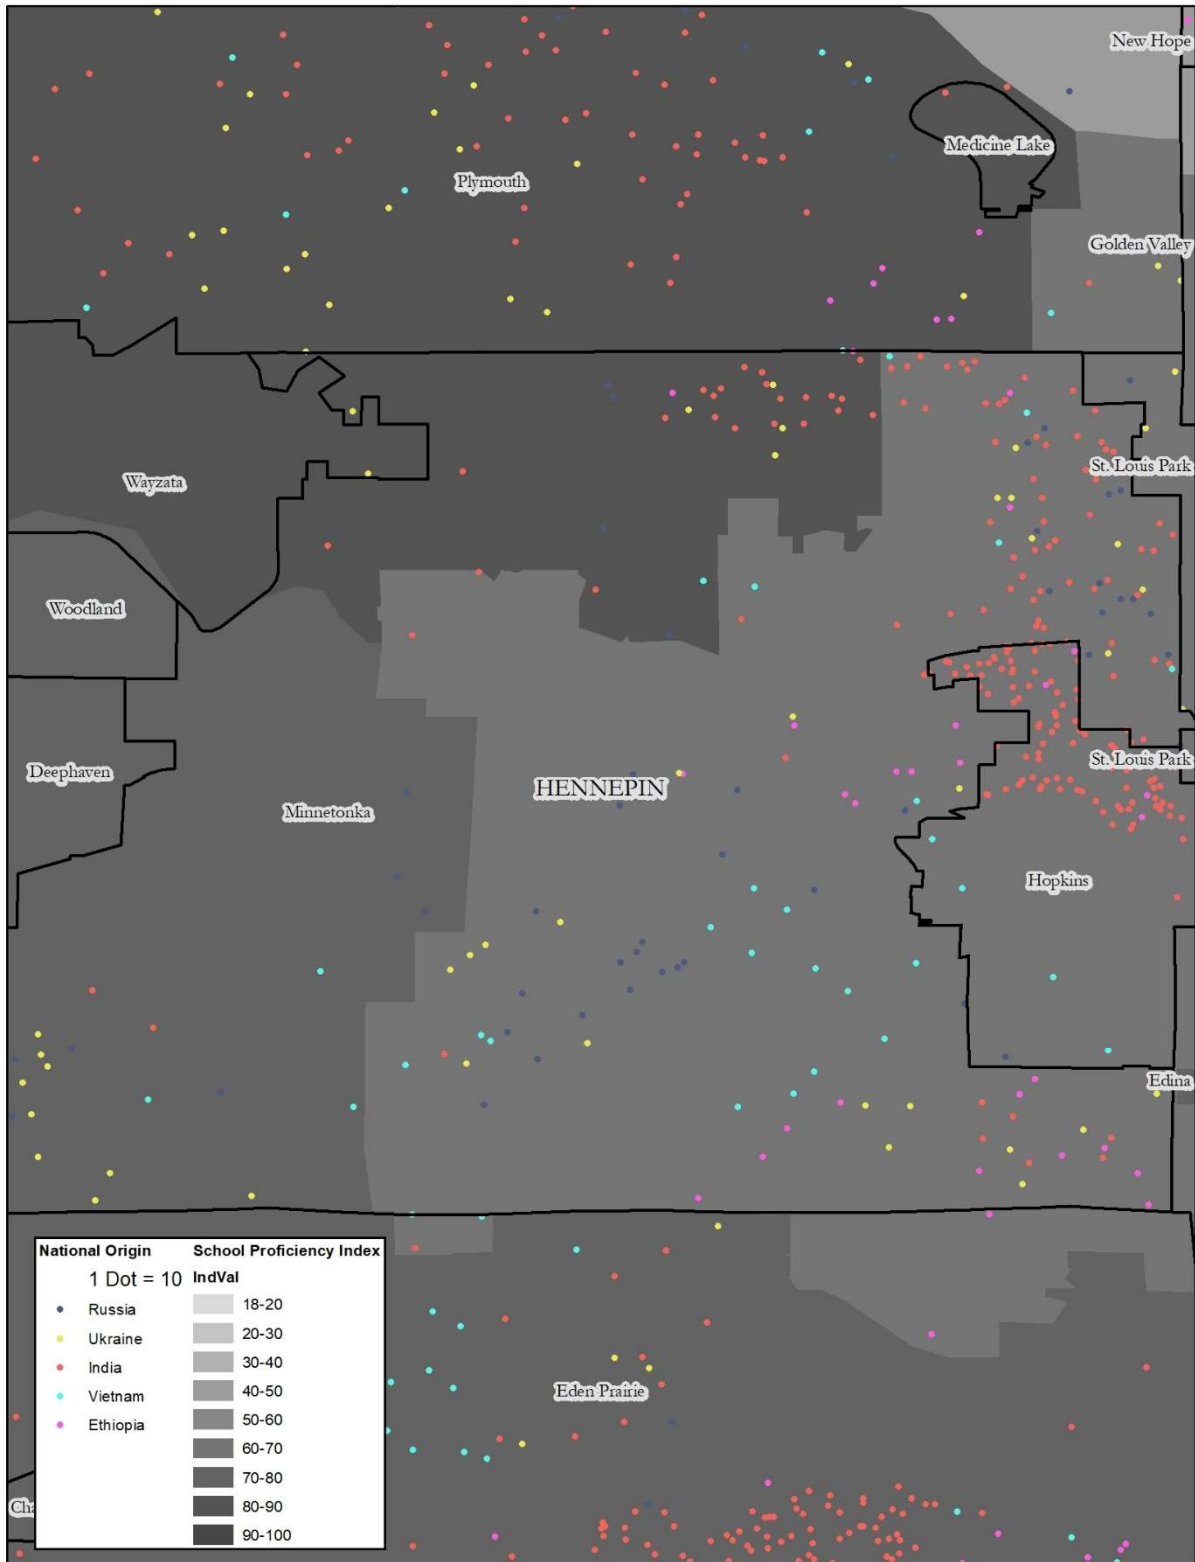 New Hope
Medicine Lake
Plymouth
Golden Valley
St. Louis Park
Wayzata
Woodland
Deephaven
St. Louis Park
HENNEPIN
Minnetonka
Hopkins
Edina
National Origin
1 Dot = 10
Russia
Ukraine
India
Vietnam
Ethiopia
School Proficiency Index
IndVal
18-20
20-30
30-40
40-50
50-60
60-70
70-80
80-90
90-100
Eden Prairie
Cha